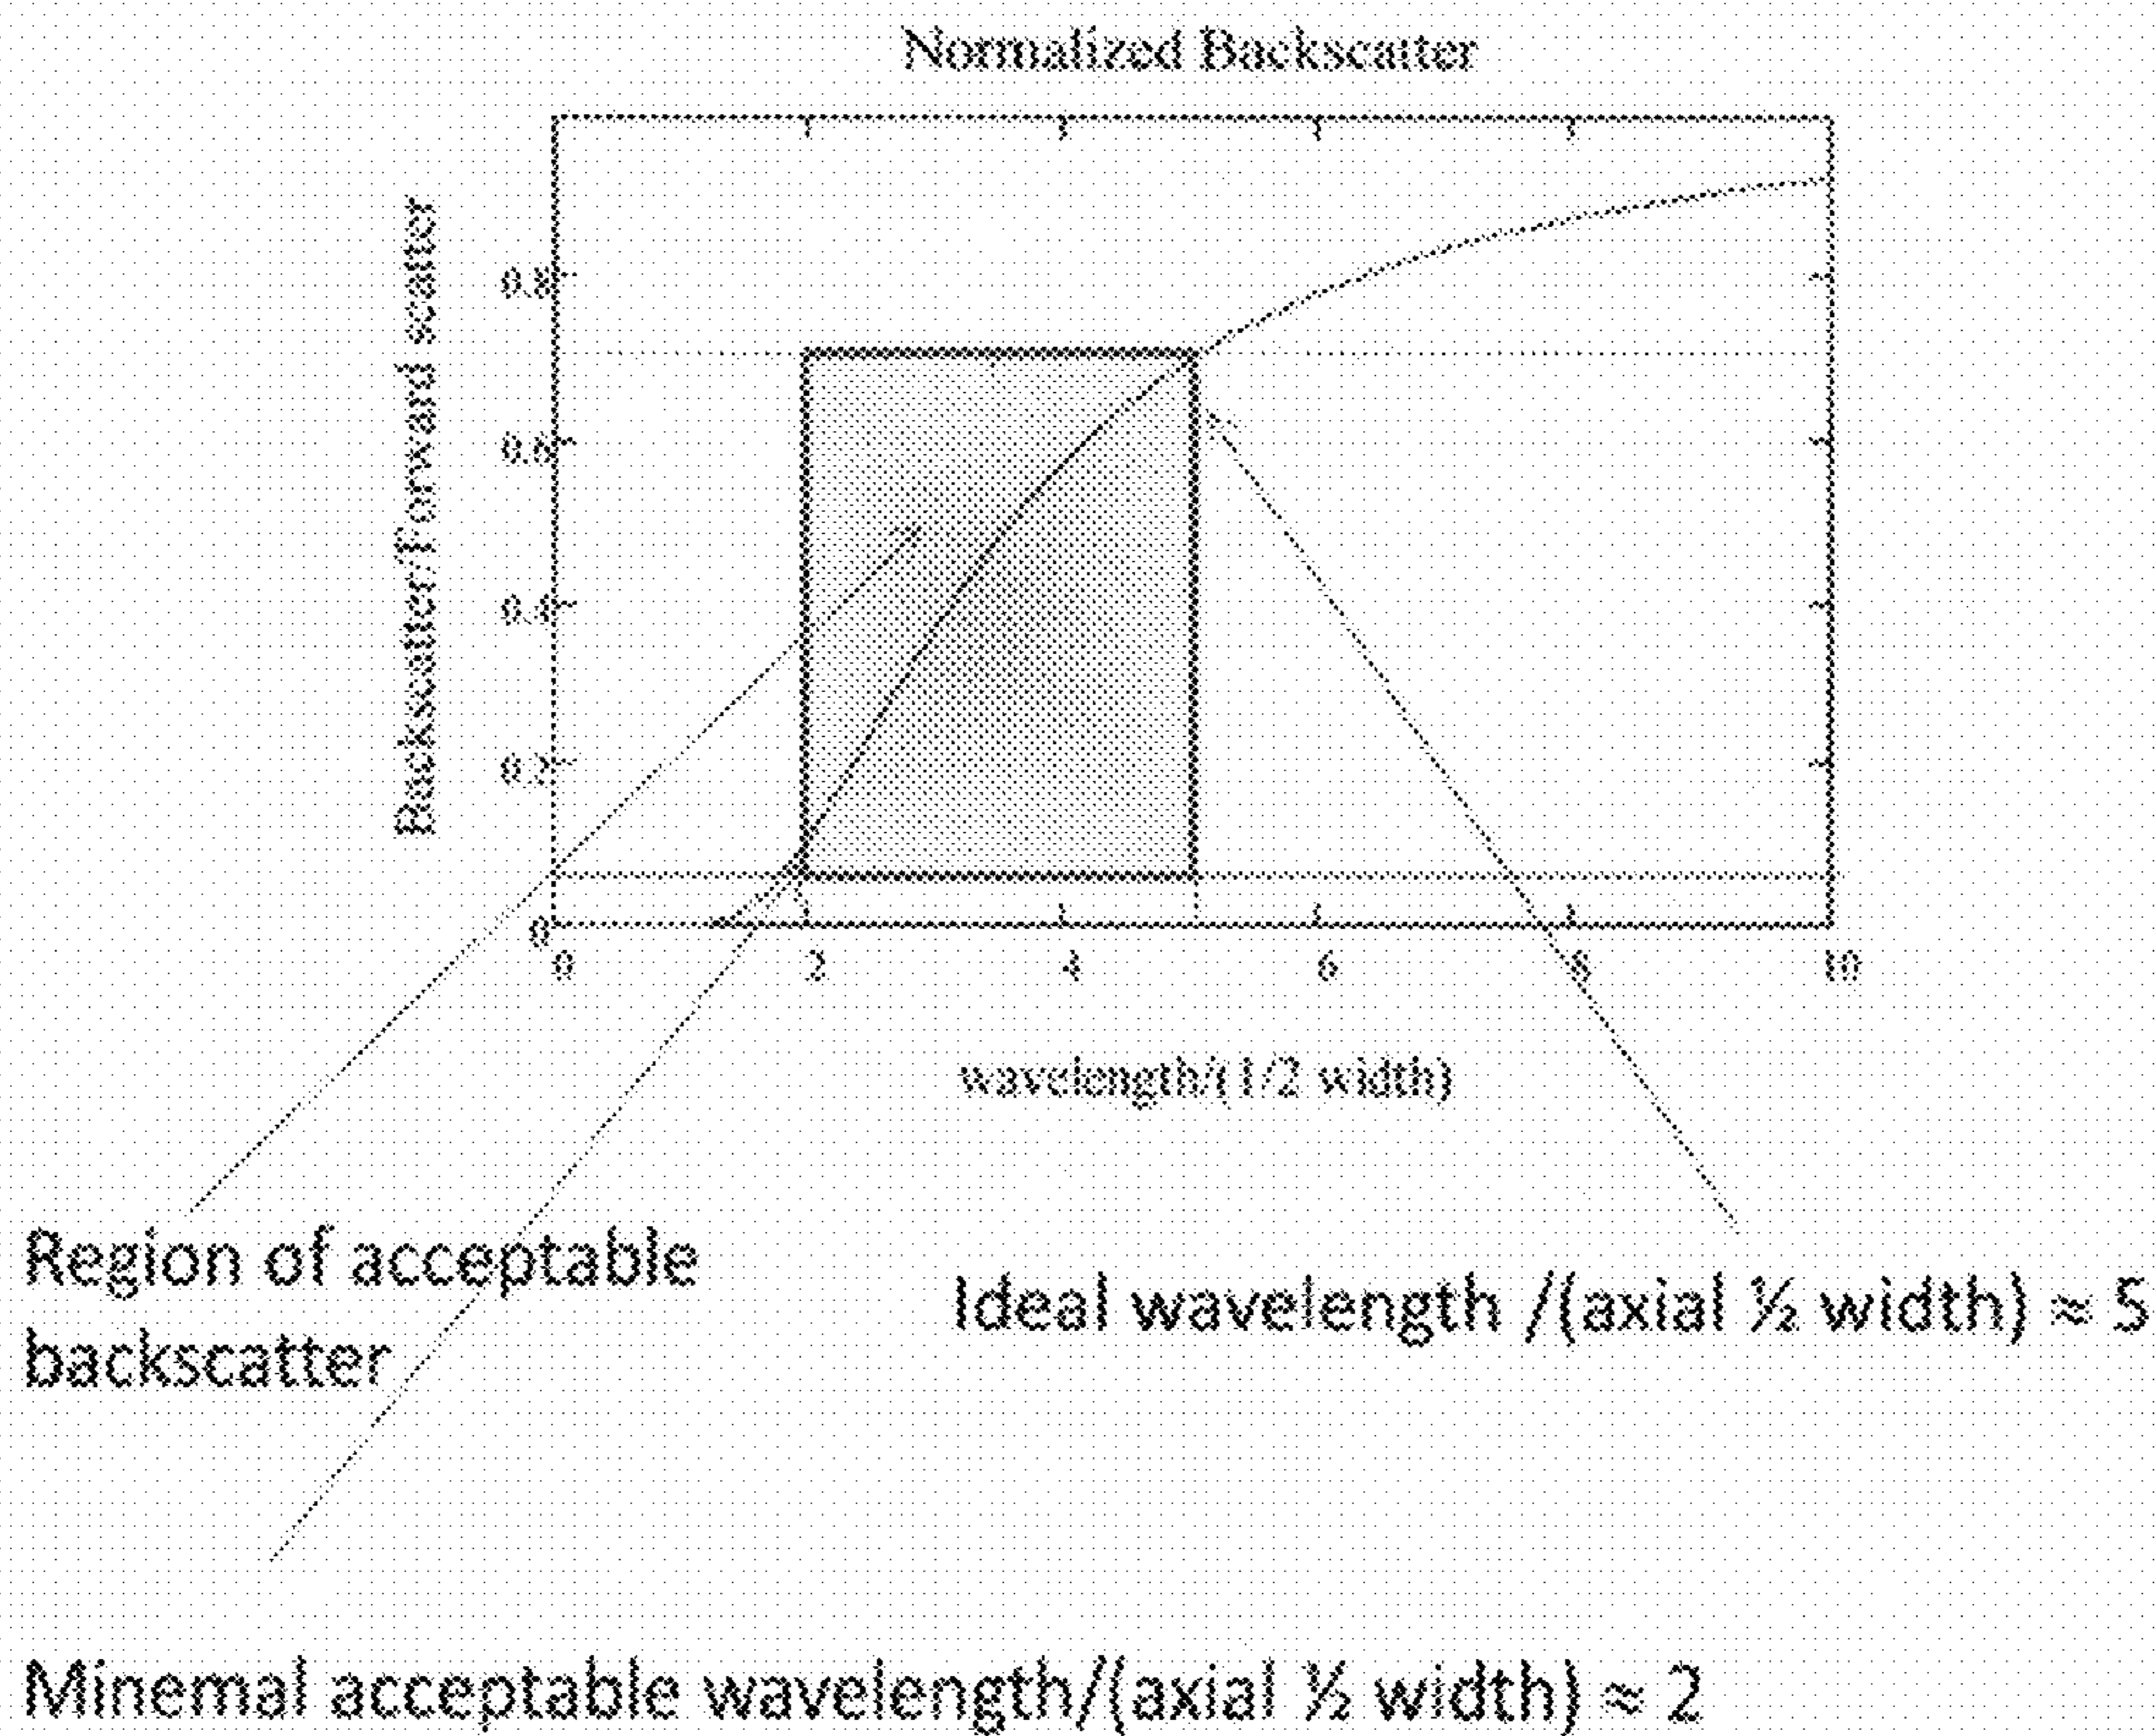 Normalized Backscatter
Backscatter/Forward scatter
0.8
0.6
0.4
0.2
0
0 2 4 6 8 10
wavelength/(1/2 width)
Region of acceptable
backscatter
Ideal wavelength /(axial ½ width) ≈ 5
Minemal acceptable wavelength/(axial ½ width) ≈ 2